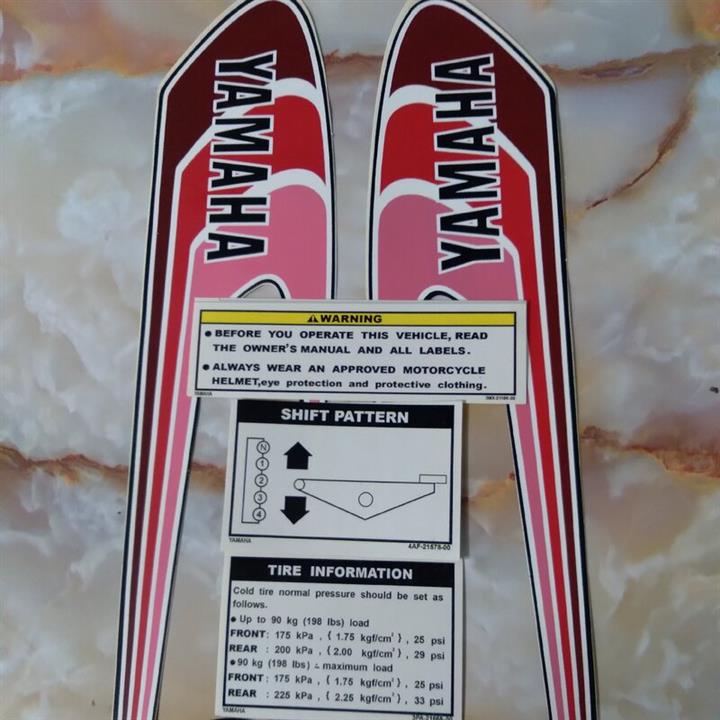 YAMAHA
YAMAHA
WARNING
● BEFORE YOU OPERATE THIS VEHICLE, READ
THE OWNER'S MANUAL AND ALL LABELS.
● ALWAYS WEAR AN APPROVED MOTORCYCLE
HELMET,eye protection and protective clothing.
YAMAHA
SHIFT PATTERN
N
1
2
3
4
YAMAHA 4AF-21578-00
TIRE INFORMATION
Cold tire normal pressure should be set as
follows.
● Up to 90 kg (198 lbs) load
FRONT : 175 kPa , { 1.75 kgf/cm² } , 25 psi
REAR : 200 kPa , { 2.00 kgf/cm² } , 29 psi
● 90 kg (198 lbs) ~ maximum load
FRONT : 175 kPa , { 1.75 kgf/cm² } , 25 psi
REAR : 225 kPa , { 2.25 kgf/cm² } , 33 psi
YAMAHA